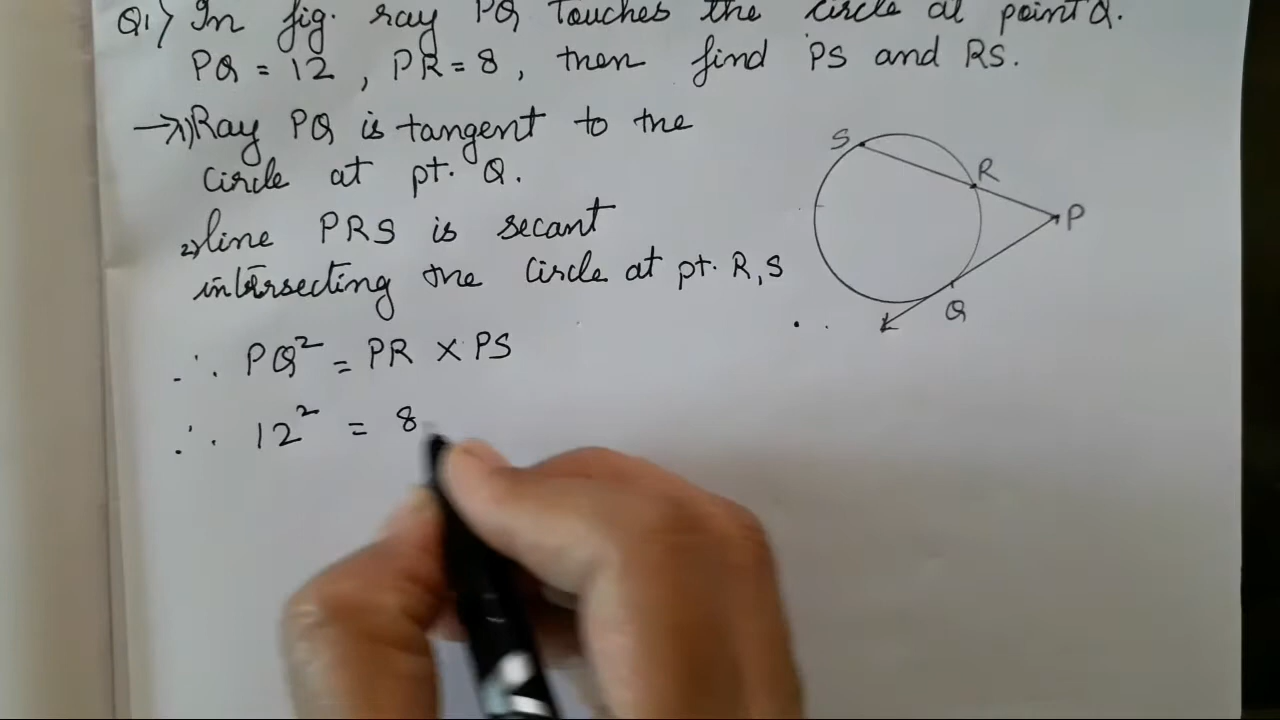 Q1) In fig. ray PQ touches the circle at point Q.
PQ = 12 , PR = 8 , then find PS and RS.
→ 1) Ray PQ is tangent to the
circle at pt. Q.
2) line PRS is secant
intersecting the circle at pt. R, S
∴ PQ² = PR × PS
∴ 12² = 8
S
R
P
Q